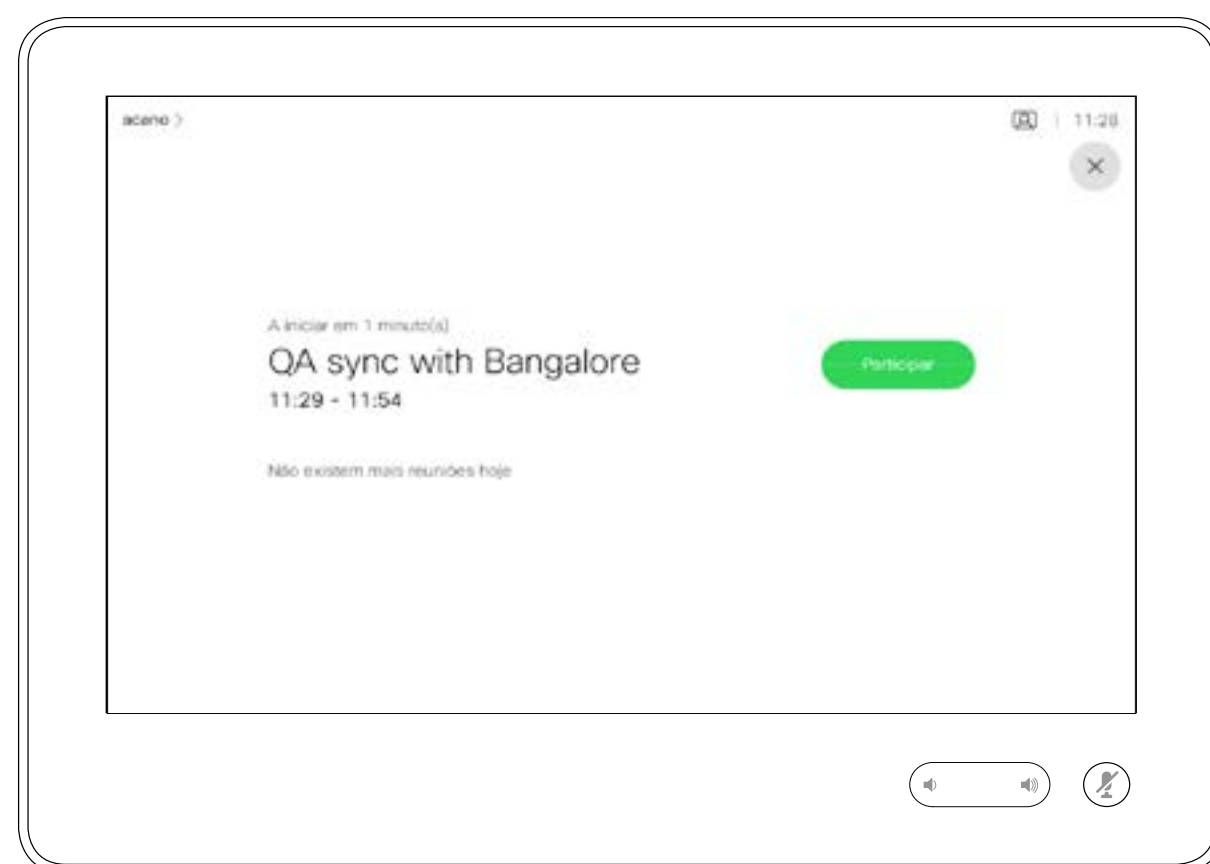 acano >
11:28
A iniciar em 1 minuto(s)
QA sync with Bangalore
11:29 - 11:54
Participar
Não existem mais reuniões hoje